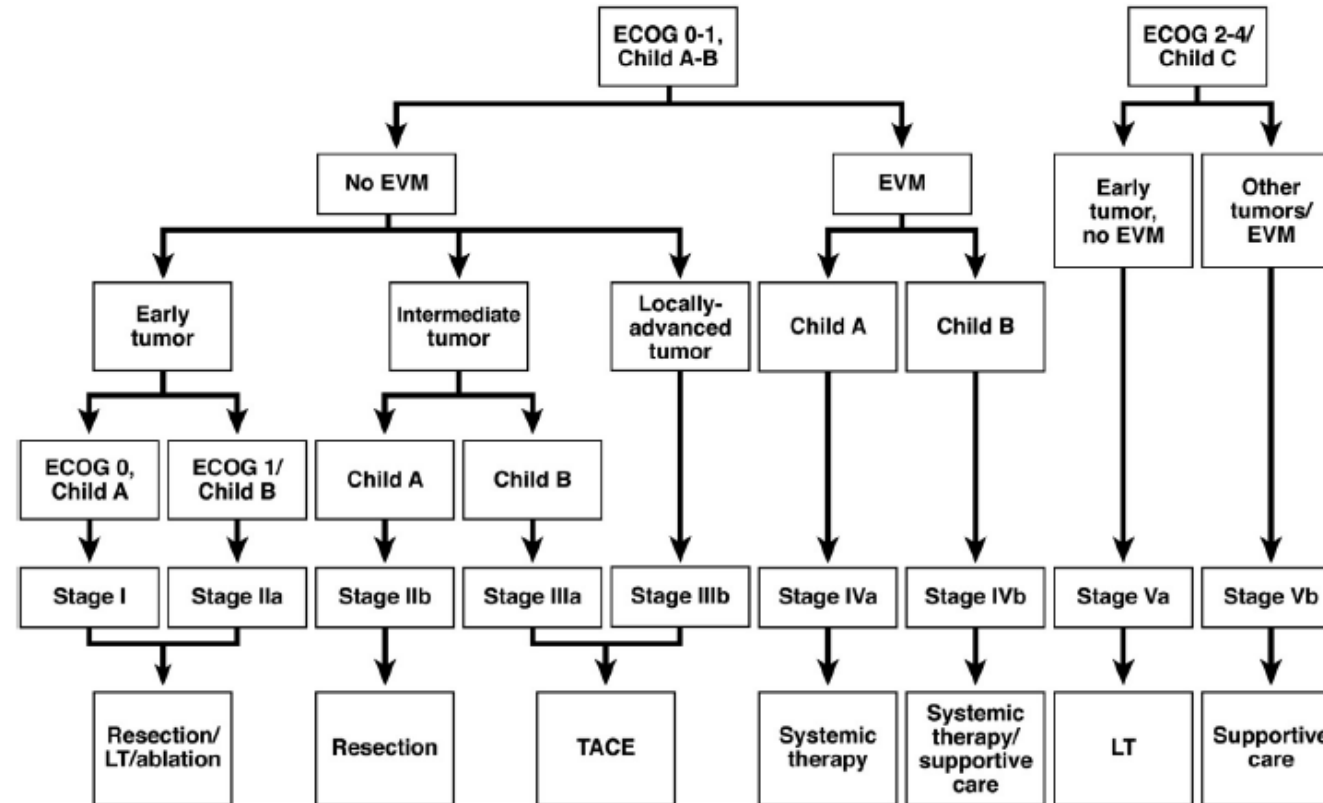 ECOG 0-1,
Child A-B
ECOG 2-4/
Child C
No EVM
EVM
Early
tumor,
no EVM
Other
tumors/
EVM
Early
tumor
Intermediate
tumor
Locally-
advanced
tumor
Child A
Child B
ECOG 0,
Child A
ECOG 1/
Child B
Child A
Child B
Stage I
Stage IIa
Stage IIb
Stage IIIa
Stage IIIb
Stage IVa
Stage IVb
Stage Va
Stage Vb
Resection/
LT/ablation
Resection
TACE
Systemic
therapy
Systemic
therapy/
supportive
care
LT
Supportive
care